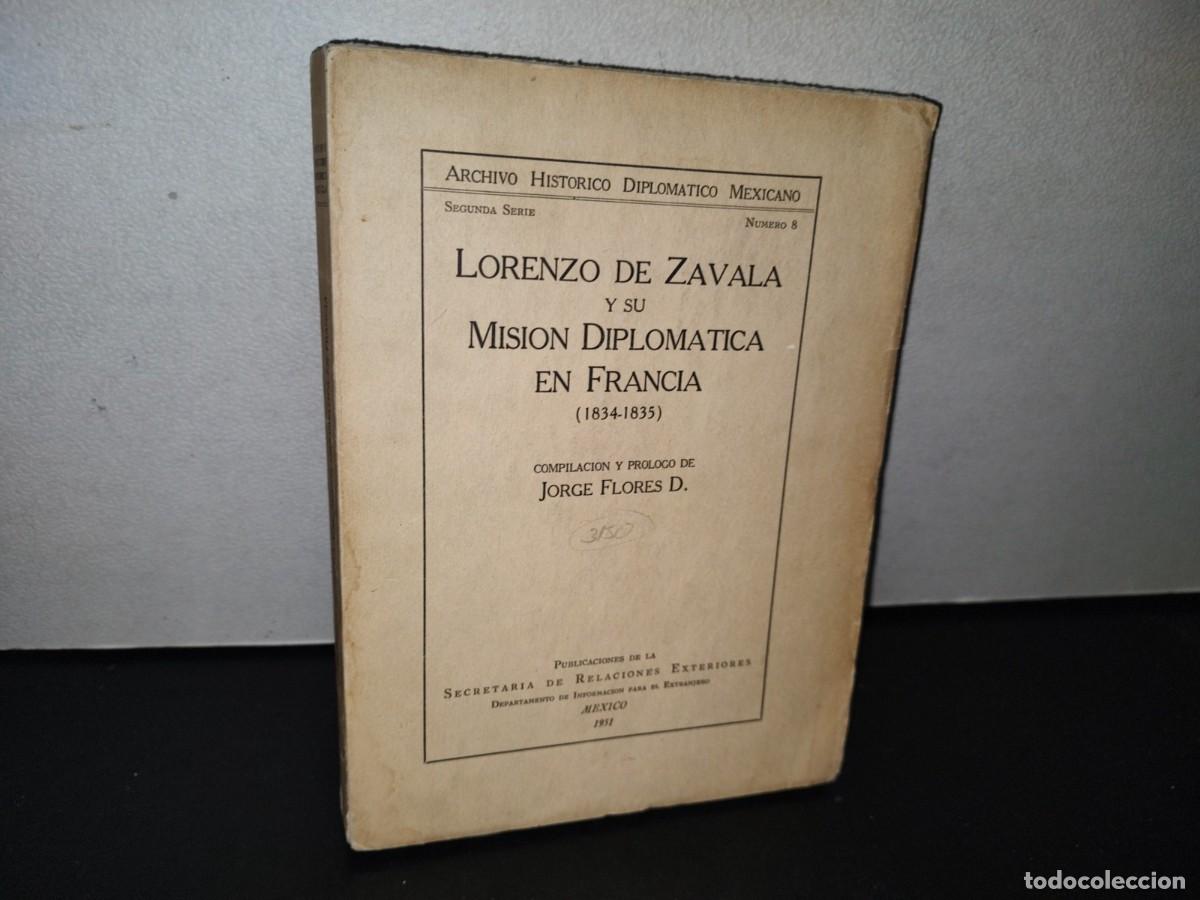 ARCHIVO HISTORICO DIPLOMATICO MEXICANO
SEGUNDA SERIE NUMERO 8
LORENZO DE ZAVALA
Y SU
MISION DIPLOMATICA
EN FRANCIA
(1834-1835)
COMPILACION Y PROLOGO DE
JORGE FLORES D.
PUBLICACIONES DE LA
SECRETARIA DE RELACIONES EXTERIORES
DEPARTAMENTO DE INFORMACION PARA EL EXTRANJERO
MEXICO
1951
todocoleccion